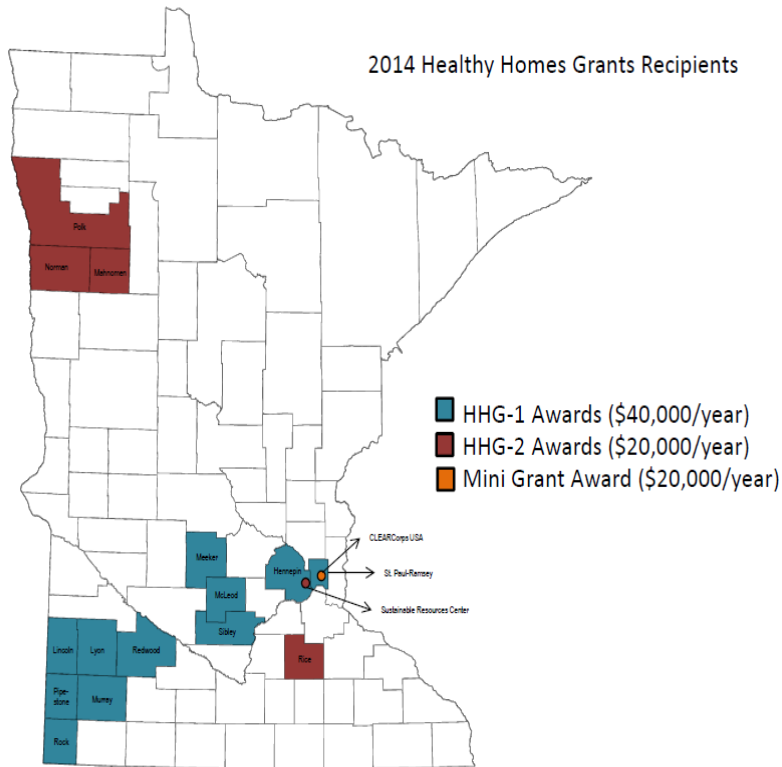 2014 Healthy Homes Grants Recipients
Polk
Norman
Mahnomen
HHG-1 Awards ($40,000/year)
HHG-2 Awards ($20,000/year)
Mini Grant Award ($20,000/year)
CLEARCorps USA
Meeker
Hennepin
St. Paul-Ramsey
McLeod
Sustainable Resources Center
Sibley
Lincoln
Lyon
Redwood
Rice
Pipe-
stone
Murray
Rock